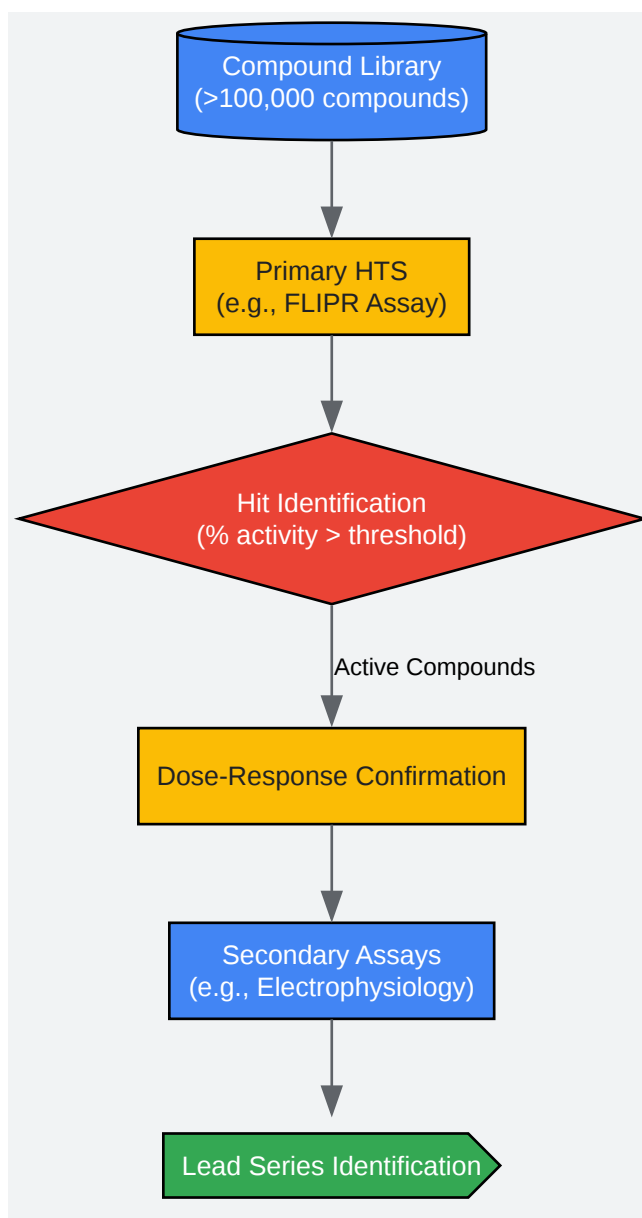 Compound Library
(>100,000 compounds)
Primary HTS
(e.g., FLIPR Assay)
Hit Identification
(% activity > threshold)
Active Compounds
Dose-Response Confirmation
Secondary Assays
(e.g., Electrophysiology)
Lead Series Identification